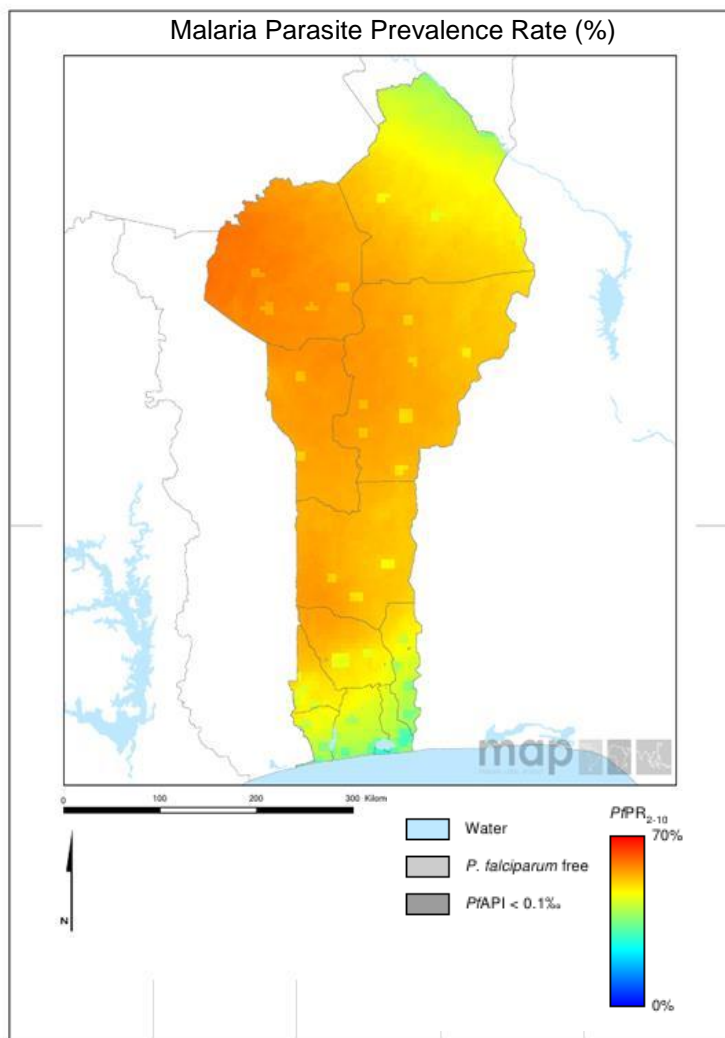 Malaria Parasite Prevalence Rate (%)
map
0 100 200 300 Kilom
N
Water
P. falciparum free
PfAPI < 0.1‰
PfPR2-10
70%
0%